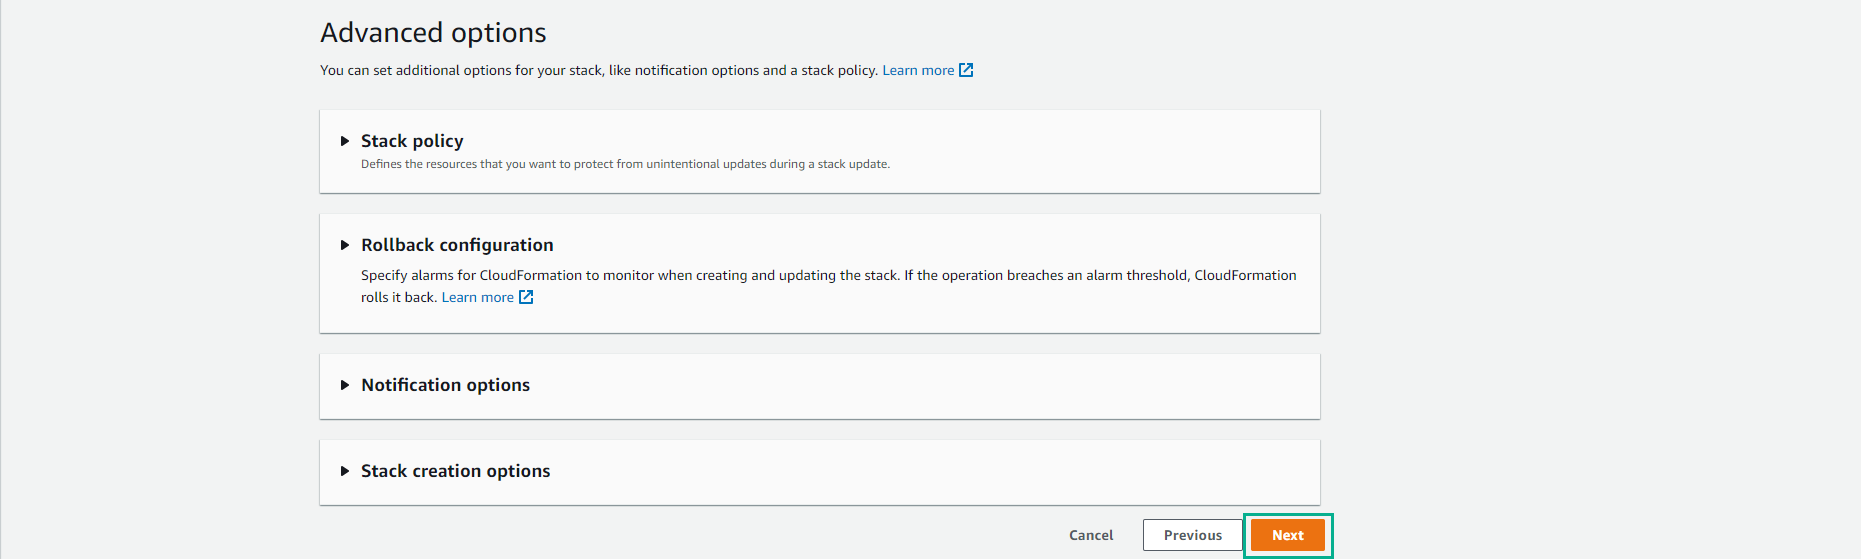 Advanced options
You can set additional options for your stack, like notification options and a stack policy. Learn more
Stack policy
Defines the resources that you want to protect from unintentional updates during a stack update.
Rollback configuration
Specify alarms for CloudFormation to monitor when creating and updating the stack. If the operation breaches an alarm threshold, CloudFormation
rolls it back. Learn more
Notification options
Stack creation options
Cancel Previous Next